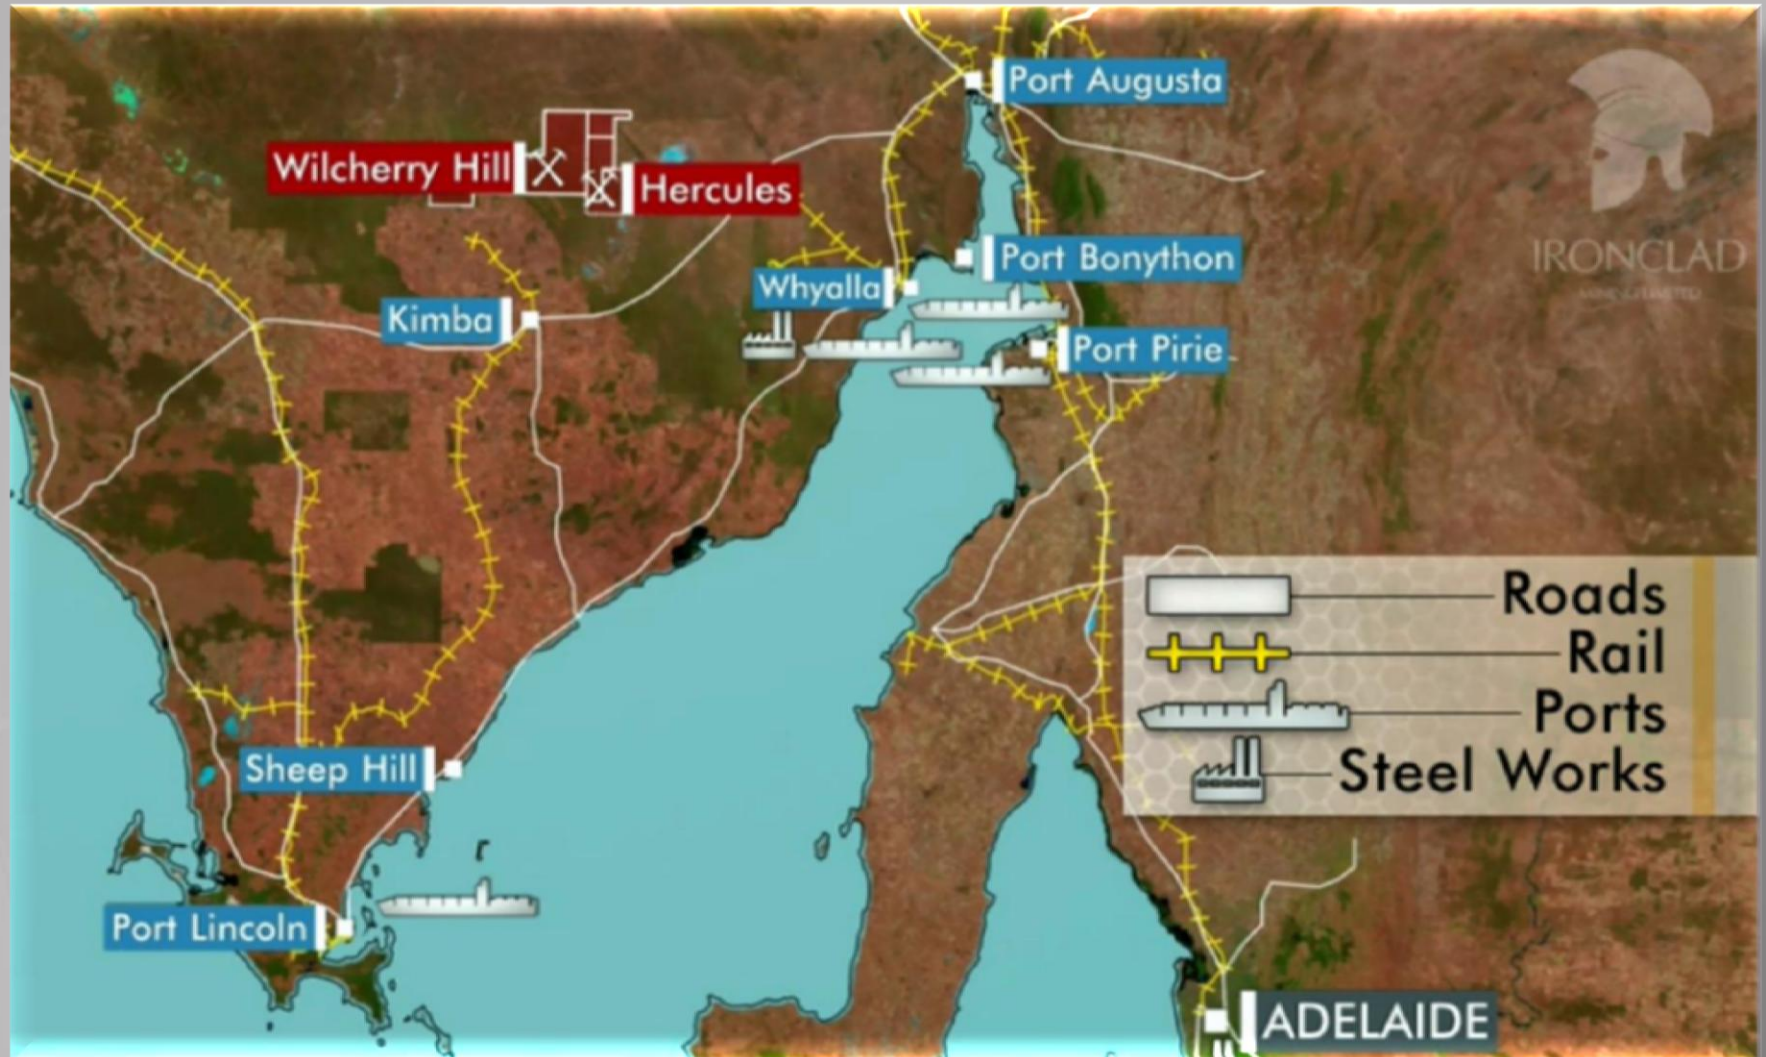 Port Augusta
Wilcherry Hill
Hercules
IRONCLAD
Port Bonython
Whyalla
Kimba
Port Pirie
Roads
Rail
Ports
Steel Works
Sheep Hill
Port Lincoln
ADELAIDE